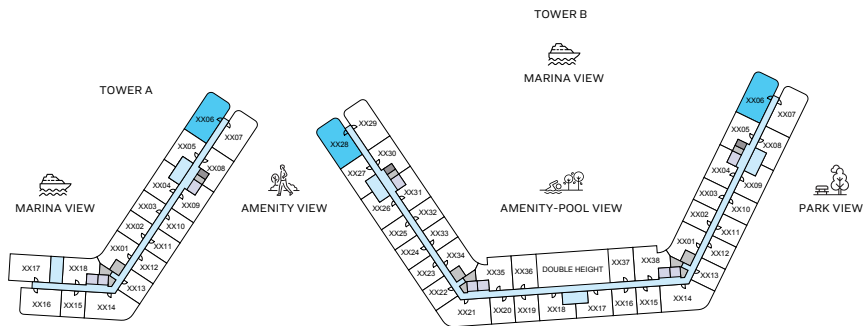 TOWER B
MARINA VIEW
TOWER A
XX06
XX07
XX05
XX08
XX04
XX09
XX03
XX10
XX02
XX11
XX01
XX12
XX13
XX18
XX17
XX16
XX15
XX14
MARINA VIEW
AMENITY VIEW
XX29
XX28
XX30
XX27
XX31
XX26
XX32
XX25
XX33
XX24
XX34
XX23
XX22
XX21
XX35
XX36
DOUBLE HEIGHT
XX37
XX38
XX20
XX19
XX18
XX17
XX16
XX15
XX14
AMENITY-POOL VIEW
XX06
XX07
XX05
XX08
XX04
XX09
XX03
XX10
XX02
XX11
XX01
XX12
XX13
PARK VIEW